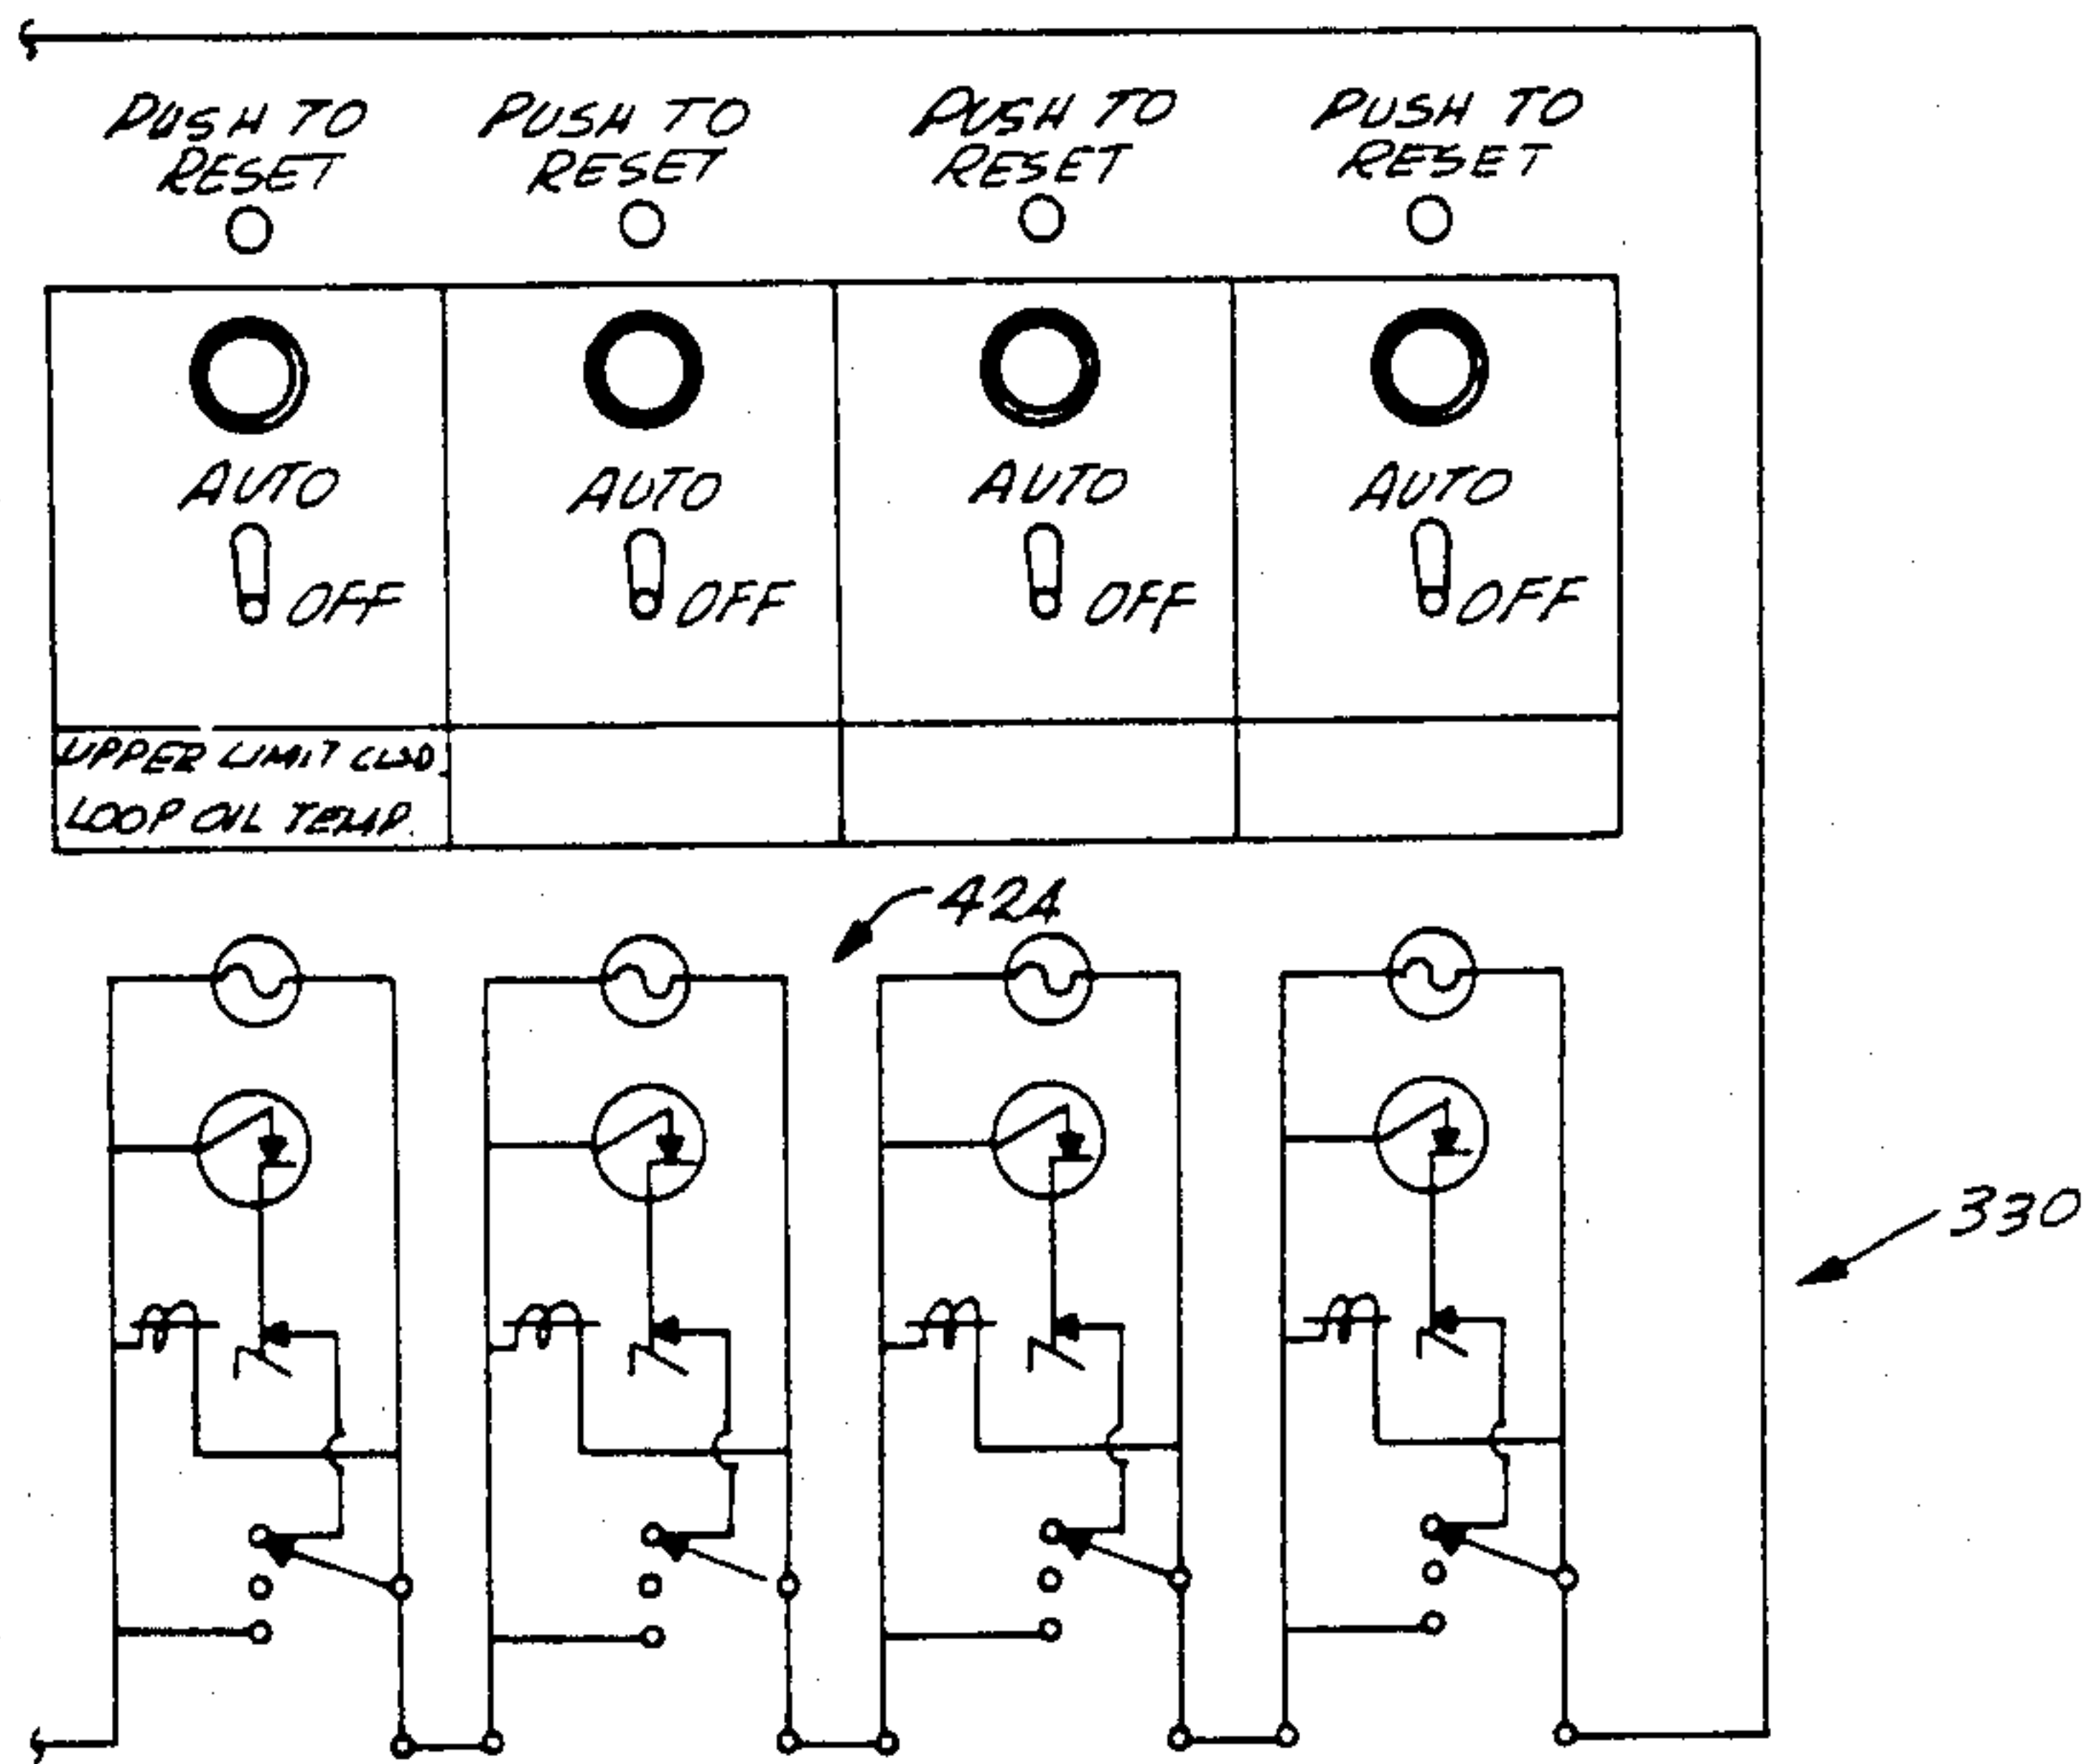 PUSH TO PUSH TO PUSH TO PUSH TO
RESET RESET RESET RESET
AUTO AUTO AUTO AUTO
OFF OFF OFF OFF
UPPER LIMIT CLSD.
LOOP OIL TEMP.
424
330